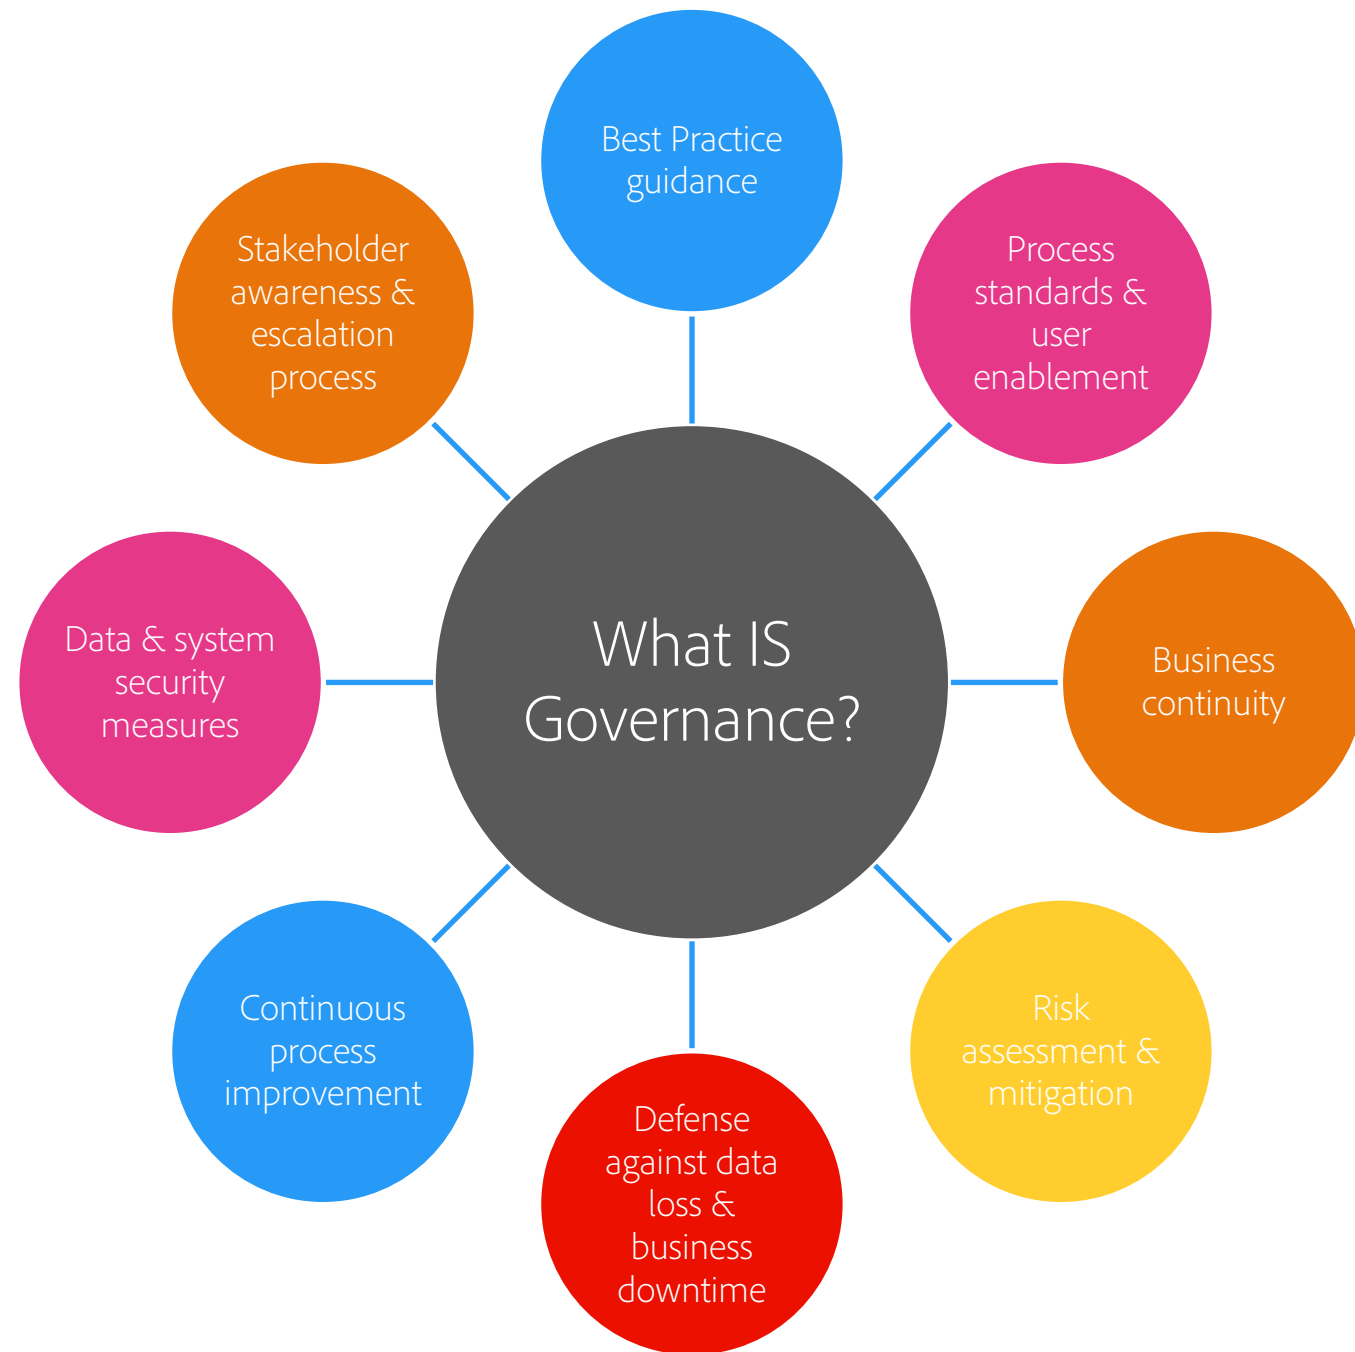 Best Practice
guidance
Process
standards &
user
enablement
Business
continuity
Risk
assessment &
mitigation
Defense
against data
loss &
business
downtime
Continuous
process
improvement
Data & system
security
measures
Stakeholder
awareness &
escalation
process
What IS
Governance?